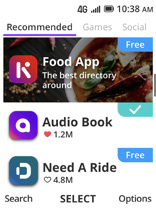 4G 10:38 AM
Recommended Games Social
Free
Food App
The best directory
around
Audio Book
1.2M
Free
Need A Ride
4.8M
Search SELECT Options